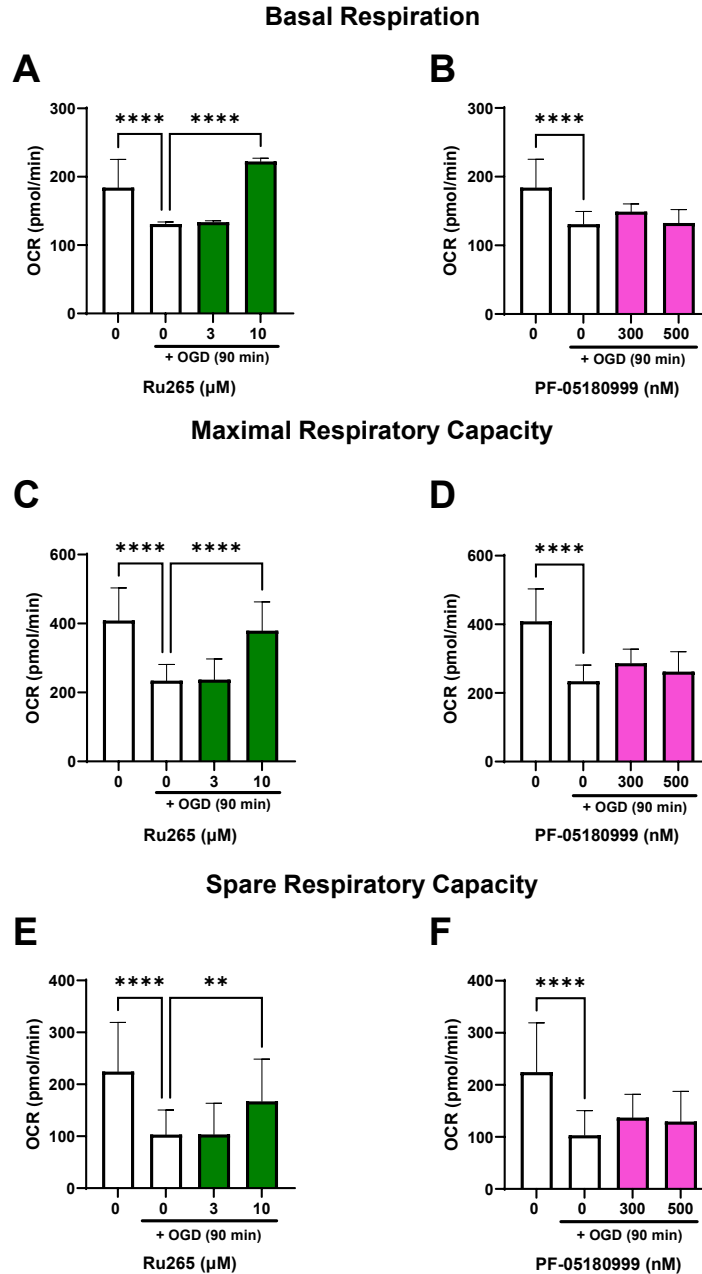 Basal Respiration
A
300
200
100
0
OCR (pmol/min)
**** ****
0 0 3 10
+ OGD (90 min)
Ru265 (µM)
B
300
200
100
0
OCR (pmol/min)
****
0 0 300 500
+ OGD (90 min)
PF-05180999 (nM)
Maximal Respiratory Capacity
C
600
400
200
0
OCR (pmol/min)
**** ****
0 0 3 10
+ OGD (90 min)
Ru265 (µM)
D
600
400
200
0
OCR (pmol/min)
****
0 0 300 500
+ OGD (90 min)
PF-05180999 (nM)
Spare Respiratory Capacity
E
400
300
200
100
0
OCR (pmol/min)
**** **
0 0 3 10
+ OGD (90 min)
Ru265 (µM)
F
400
300
200
100
0
OCR (pmol/min)
****
0 0 300 500
+ OGD (90 min)
PF-05180999 (nM)